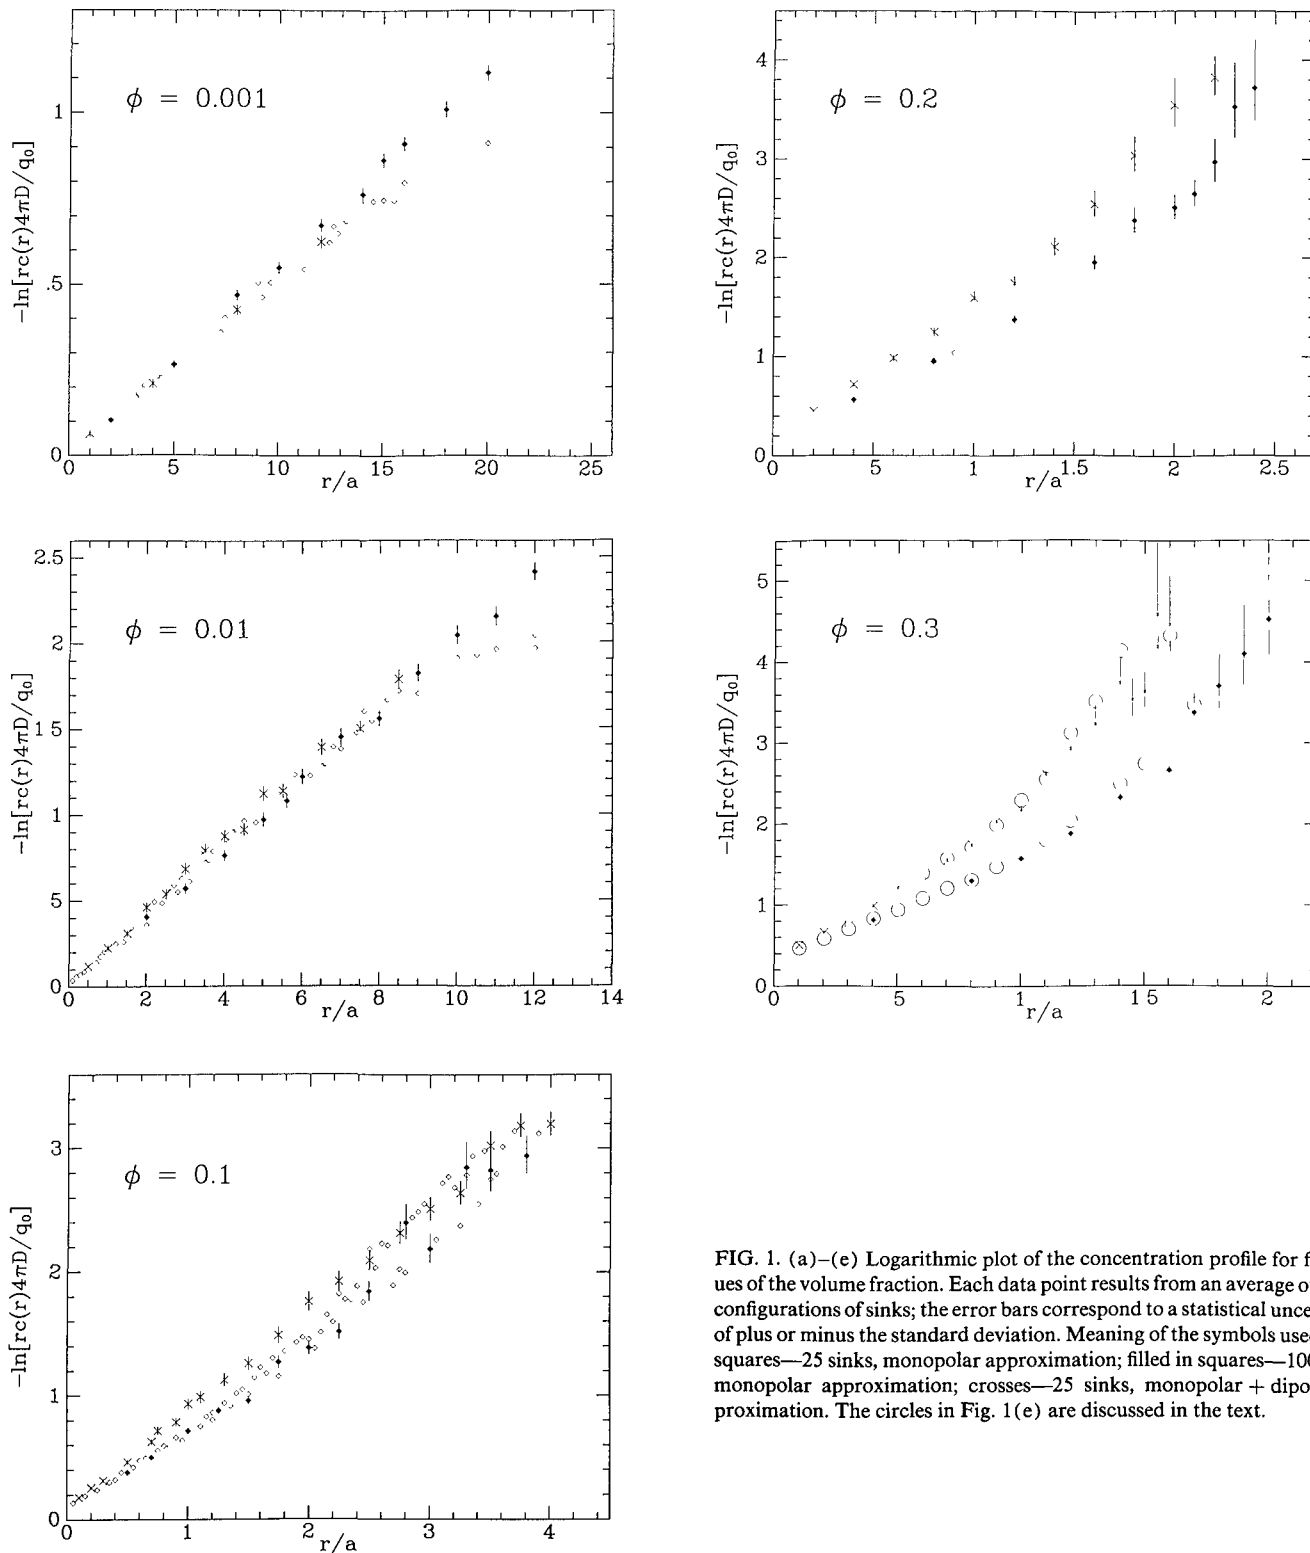 φ = 0.001
−ln[rc(r)4πD/q₀]
1
.5
0
0 5 10 15 20 25
r/a
φ = 0.2
−ln[rc(r)4πD/q₀]
4
3
2
1
0
0 5 1 1.5 2 2.5
r/a
φ = 0.01
−ln[rc(r)4πD/q₀]
2.5
2
1 5
1
5
0
0 2 4 6 8 10 12 14
r/a
φ = 0.3
−ln[rc(r)4πD/q₀]
5
4
3
2
1
0
0 5 1 1 5 2
r/a
φ = 0.1
−ln[rc(r)4πD/q₀]
3
2
1
0
0 1 2 3 4
r/a
FIG. 1. (a)–(e) Logarithmic plot of the concentration profile for f
ues of the volume fraction. Each data point results from an average o
configurations of sinks; the error bars correspond to a statistical unce
of plus or minus the standard deviation. Meaning of the symbols use
squares—25 sinks, monopolar approximation; filled in squares—100
monopolar approximation; crosses—25 sinks, monopolar + dipo
proximation. The circles in Fig. 1(e) are discussed in the text.